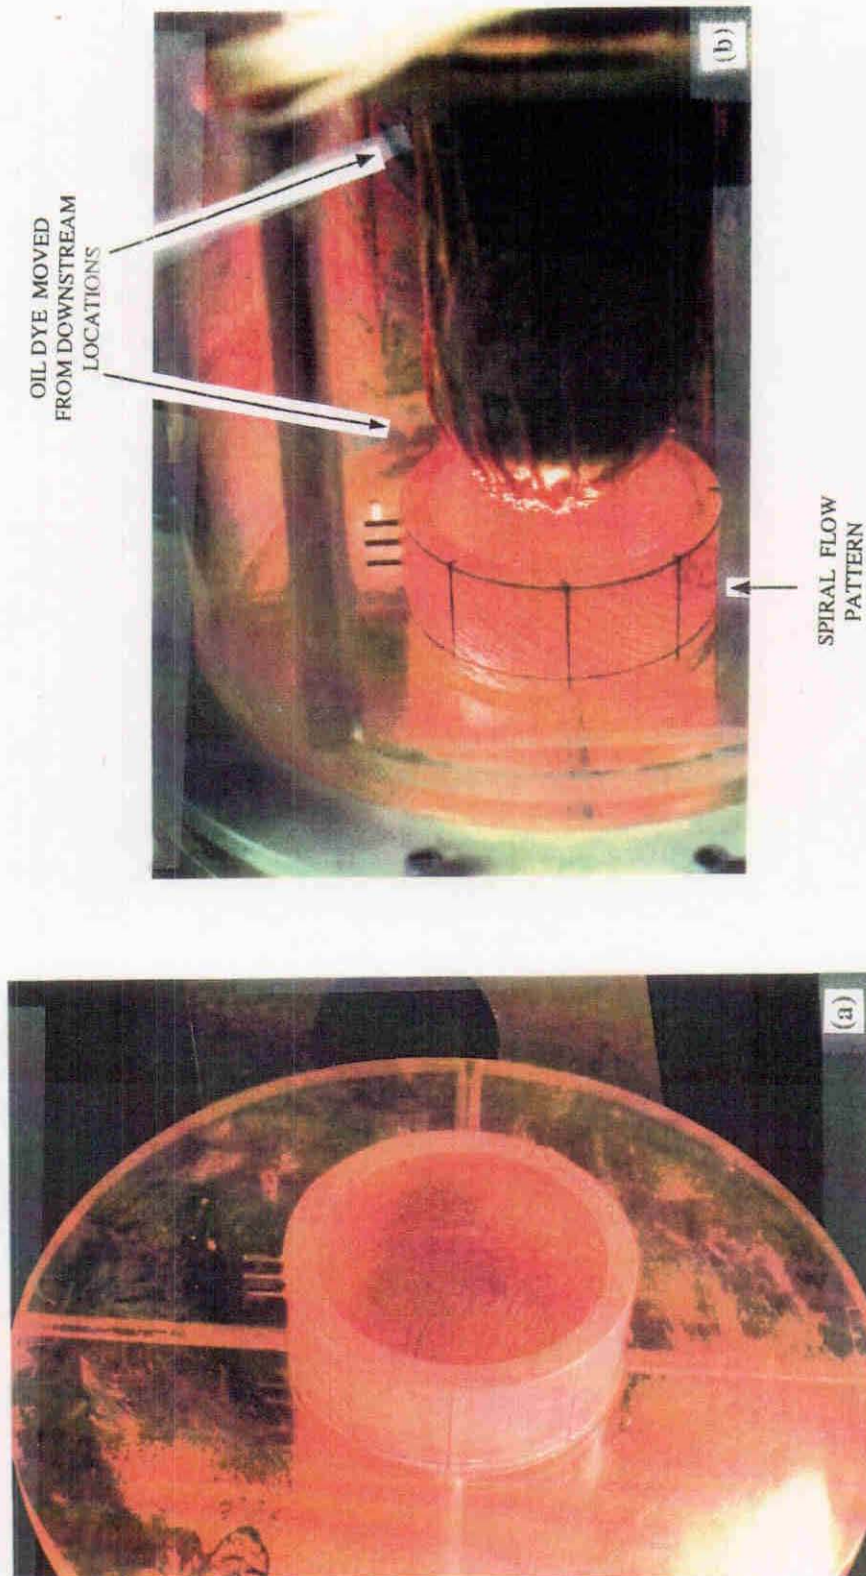 OIL DYE MOVED
FROM DOWNSTREAM
LOCATIONS
(b)
SPIRAL FLOW
PATTERN
(a)